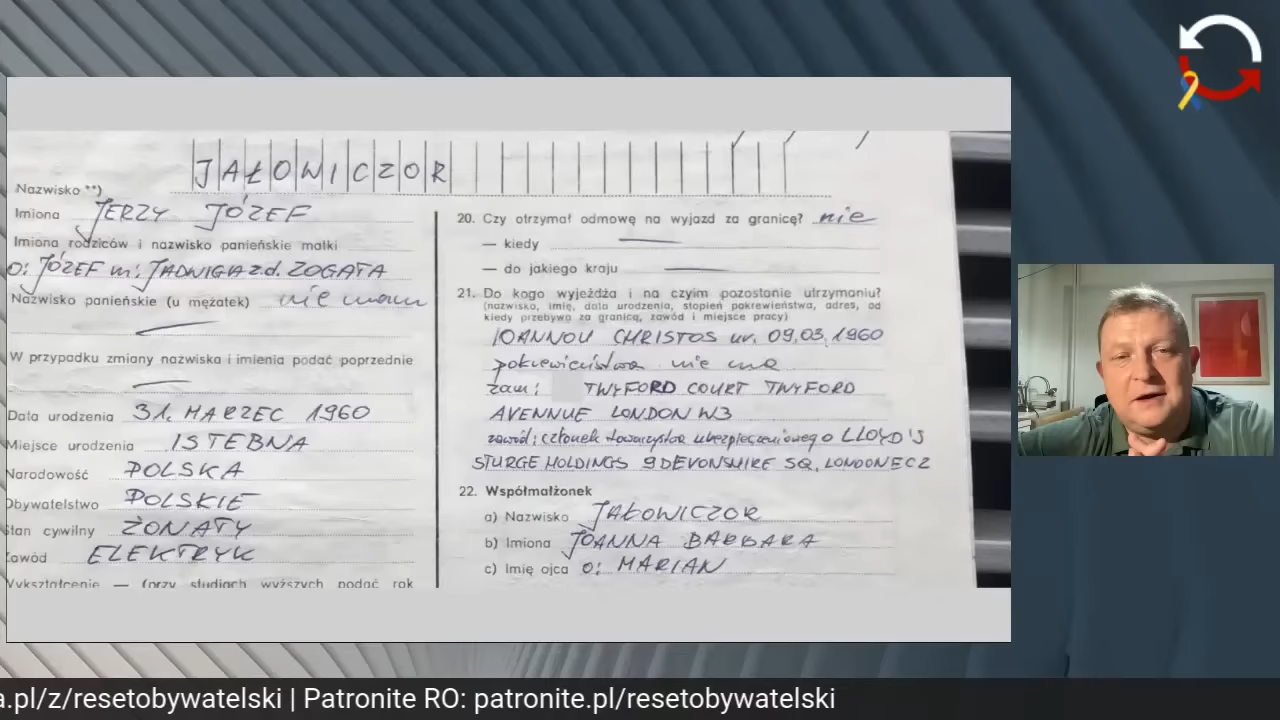 JAŁOWICZOR
Nazwisko **)
Imiona JERZY JÓZEF
Imiona rodziców i nazwisko panieńskie matki
O: JÓZEF m: JADWIGA z d. ZOGATA
Nazwisko panieńskie (u mężatek) nie mam
W przypadku zmiany nazwiska i imienia podać poprzednie
Data urodzenia 31. MARZEC 1960
Miejsce urodzenia ISTEBNA
Narodowość POLSKA
Obywatelstwo POLSKIE
Stan cywilny ŻONATY
Zawód ELEKTRYK
Wykształcenie — (przy studiach wyższych podać rok
20. Czy otrzymał odmowę na wyjazd za granicę? nie
— kiedy
— do jakiego kraju
21. Do kogo wyjeżdża i na czyim pozostanie utrzymaniu?
(nazwisko, imię, data urodzenia, stopień pokrewieństwa, adres, od
kiedy przebywa za granicą, zawód i miejsce pracy)
IOANNOU CHRISTOS ur. 09.03.1960
pokrewieństwa nie ma
zam: TWYFORD COURT TWYFORD
AVENNUE LONDON W3
zawód: członek towarzystwa ubezpieczeniowego LLOYD'S
STURGE HOLDINGS 9 DEVONSHIRE SQ. LONDON EC2
22. Współmałżonek
a) Nazwisko JAŁOWICZOR
b) Imiona JOANNA BARBARA
c) Imię ojca O: MARIAN
a.pl/z/resetobywatelski | Patronite RO: patronite.pl/resetobywatelski